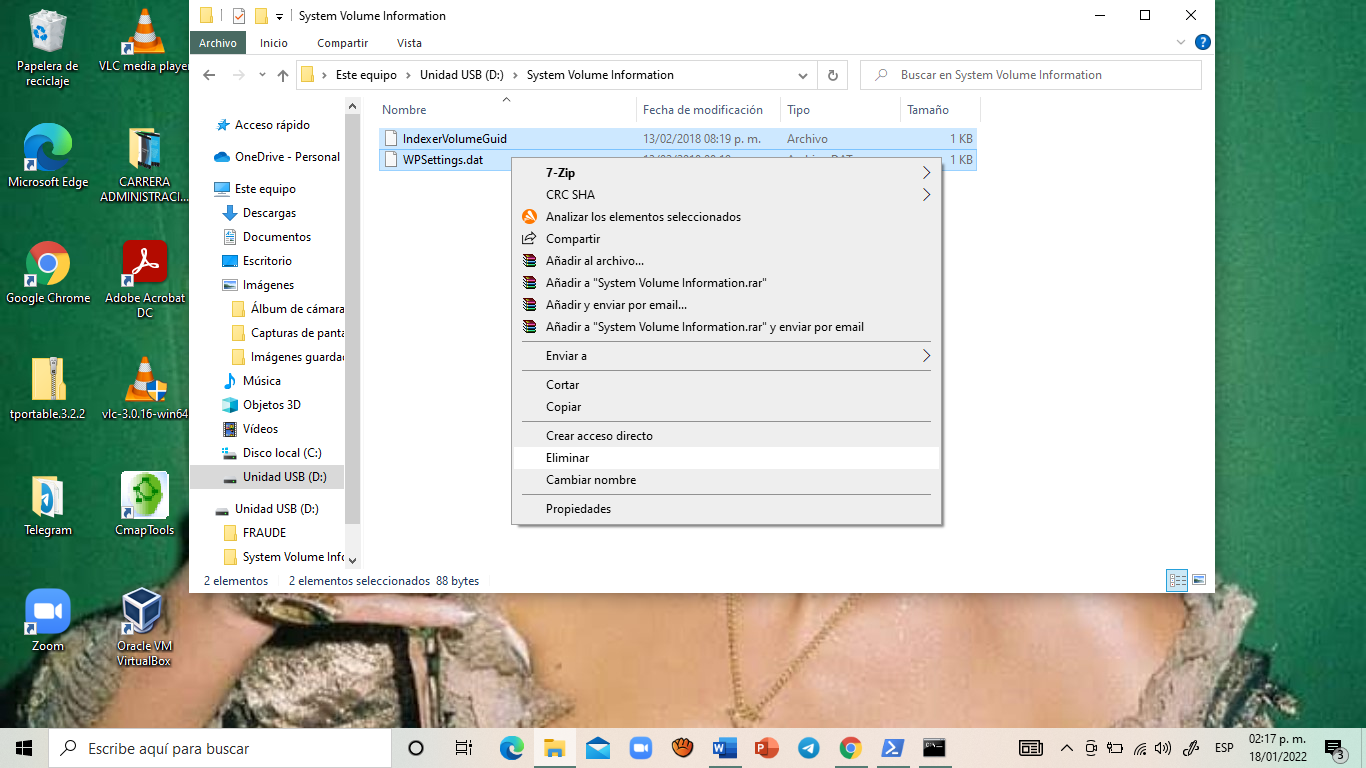 System Volume Information
Archivo
Inicio
Compartir
Vista
Este equipo
Unidad USB (D:)
System Volume Information
Buscar en System Volume Information
Nombre
Fecha de modificación
Tipo
Tamaño
IndexerVolumeGuid
13/02/2018 08:19 p. m.
Archivo
1 KB
WPSettings.dat
1 KB
Acceso rápido
OneDrive - Personal
Este equipo
Descargas
Documentos
Escritorio
Imágenes
Álbum de cámara
Capturas de panta
Imágenes guardad
Música
Objetos 3D
Vídeos
Disco local (C:)
Unidad USB (D:)
Unidad USB (D:)
FRAUDE
System Volume Info
7-Zip
CRC SHA
Analizar los elementos seleccionados
Compartir
Añadir al archivo...
Añadir a "System Volume Information.rar"
Añadir y enviar por email...
Añadir a "System Volume Information.rar" y enviar por email
Enviar a
Cortar
Copiar
Crear acceso directo
Eliminar
Cambiar nombre
Propiedades
2 elementos
2 elementos seleccionados 88 bytes
Papelera de
reciclaje
VLC media player
Microsoft Edge
CARRERA
ADMINISTRACI...
Google Chrome
Adobe Acrobat
DC
tportable.3.2.2
vlc-3.0.16-win64
Telegram
CmapTools
Zoom
Oracle VM
VirtualBox
Escribe aquí para buscar
ESP
02:17 p. m.
18/01/2022
3